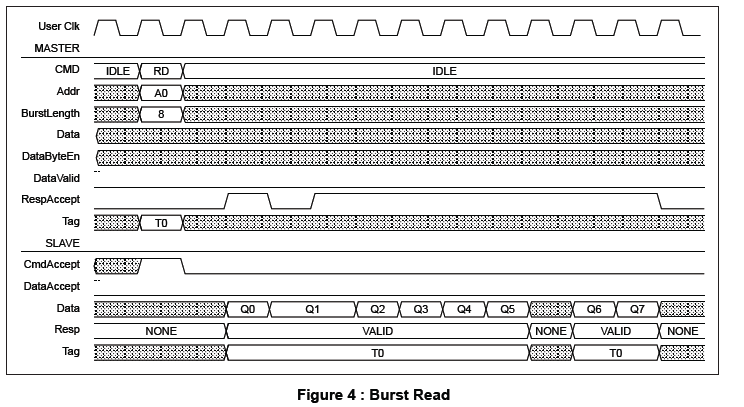 User Clk
MASTER
CMD IDLE RD IDLE
Addr A0
BurstLength 8
Data
DataByteEn
DataValid
RespAccept
Tag T0
SLAVE
CmdAccept
DataAccept
Data Q0 Q1 Q2 Q3 Q4 Q5 Q6 Q7
Resp NONE VALID NONE VALID NONE
Tag T0 T0
Figure 4 : Burst Read